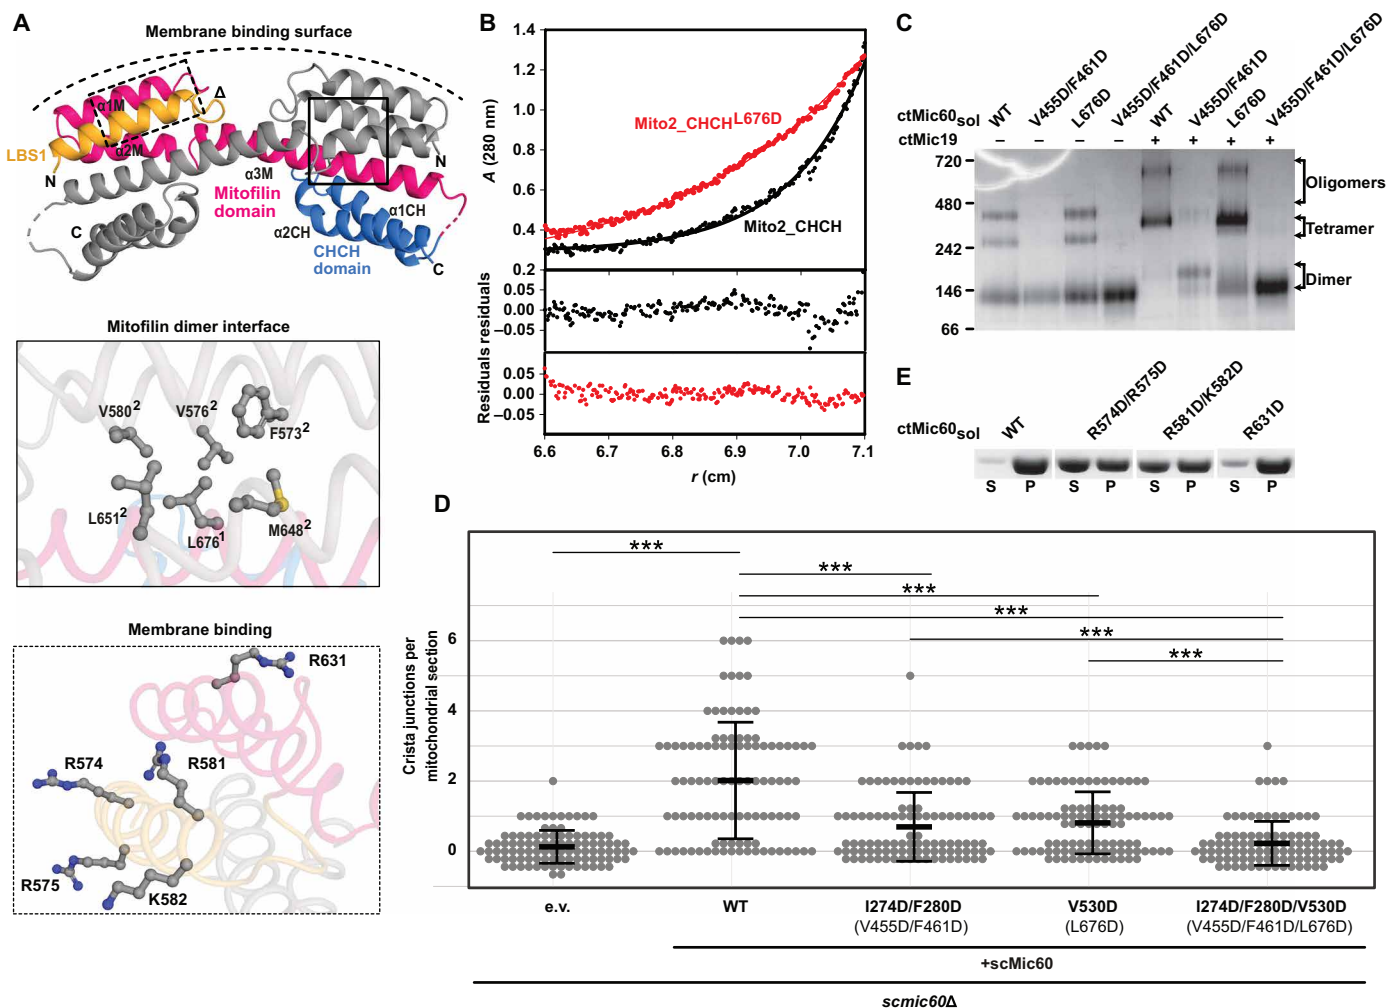 A
Membrane binding surface
α1M
Δ
LBS1
α2M
N
N
α3M
Mitofilin
domain
α1CH
C
α2CH
CHCH
domain
C
Mitofilin dimer interface
V580²
V576²
F573²
L651²
L676¹
M648²
Membrane binding
R631
R574
R581
R575
K582
B
1.4
1.2
1.0
0.8
0.6
0.4
A (280 nm)
Mito2_CHCH^L676D
Mito2_CHCH
0.2
0.05
0.00
−0.05
0.05
0.00
−0.05
Residuals residuals
6.6
6.7
6.8
6.9
7.0
7.1
r (cm)
C
ctMic60sol
WT
V455D/F461D
L676D
V455D/F461D/L676D
WT
V455D/F461D
L676D
V455D/F461D/L676D
ctMic19
− − − − + + + +
720
480
242
146
66
Oligomers
Tetramer
Dimer
E
ctMic60sol
WT
R574D/R575D
R581D/K582D
R631D
S P S P S P S P
D
Crista junctions per
mitochondrial section
6
4
2
0
***
***
***
***
***
***
e.v.
WT
I274D/F280D
(V455D/F461D)
V530D
(L676D)
I274D/F280D/V530D
(V455D/F461D/L676D)
+scMic60
scmic60Δ